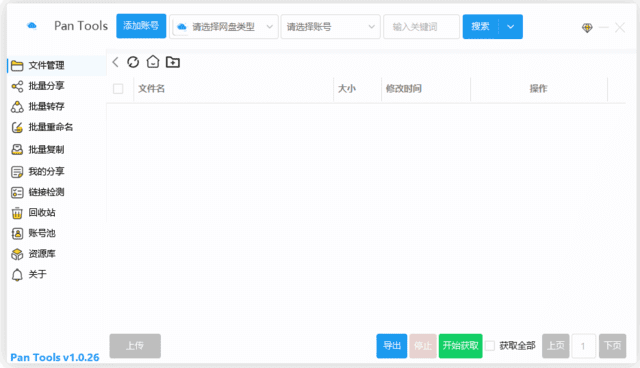 Pan Tools 添加账号 请选择网盘类型 请选择账号 输入关键词 搜索
文件管理
批量分享
批量转存
批量重命名
批量复制
我的分享
链接检测
回收站
账号池
资源库
关于
文件名 大小 修改时间 操作
上传 导出 停止 开始获取 获取全部 上页 1 下页
Pan Tools v1.0.26